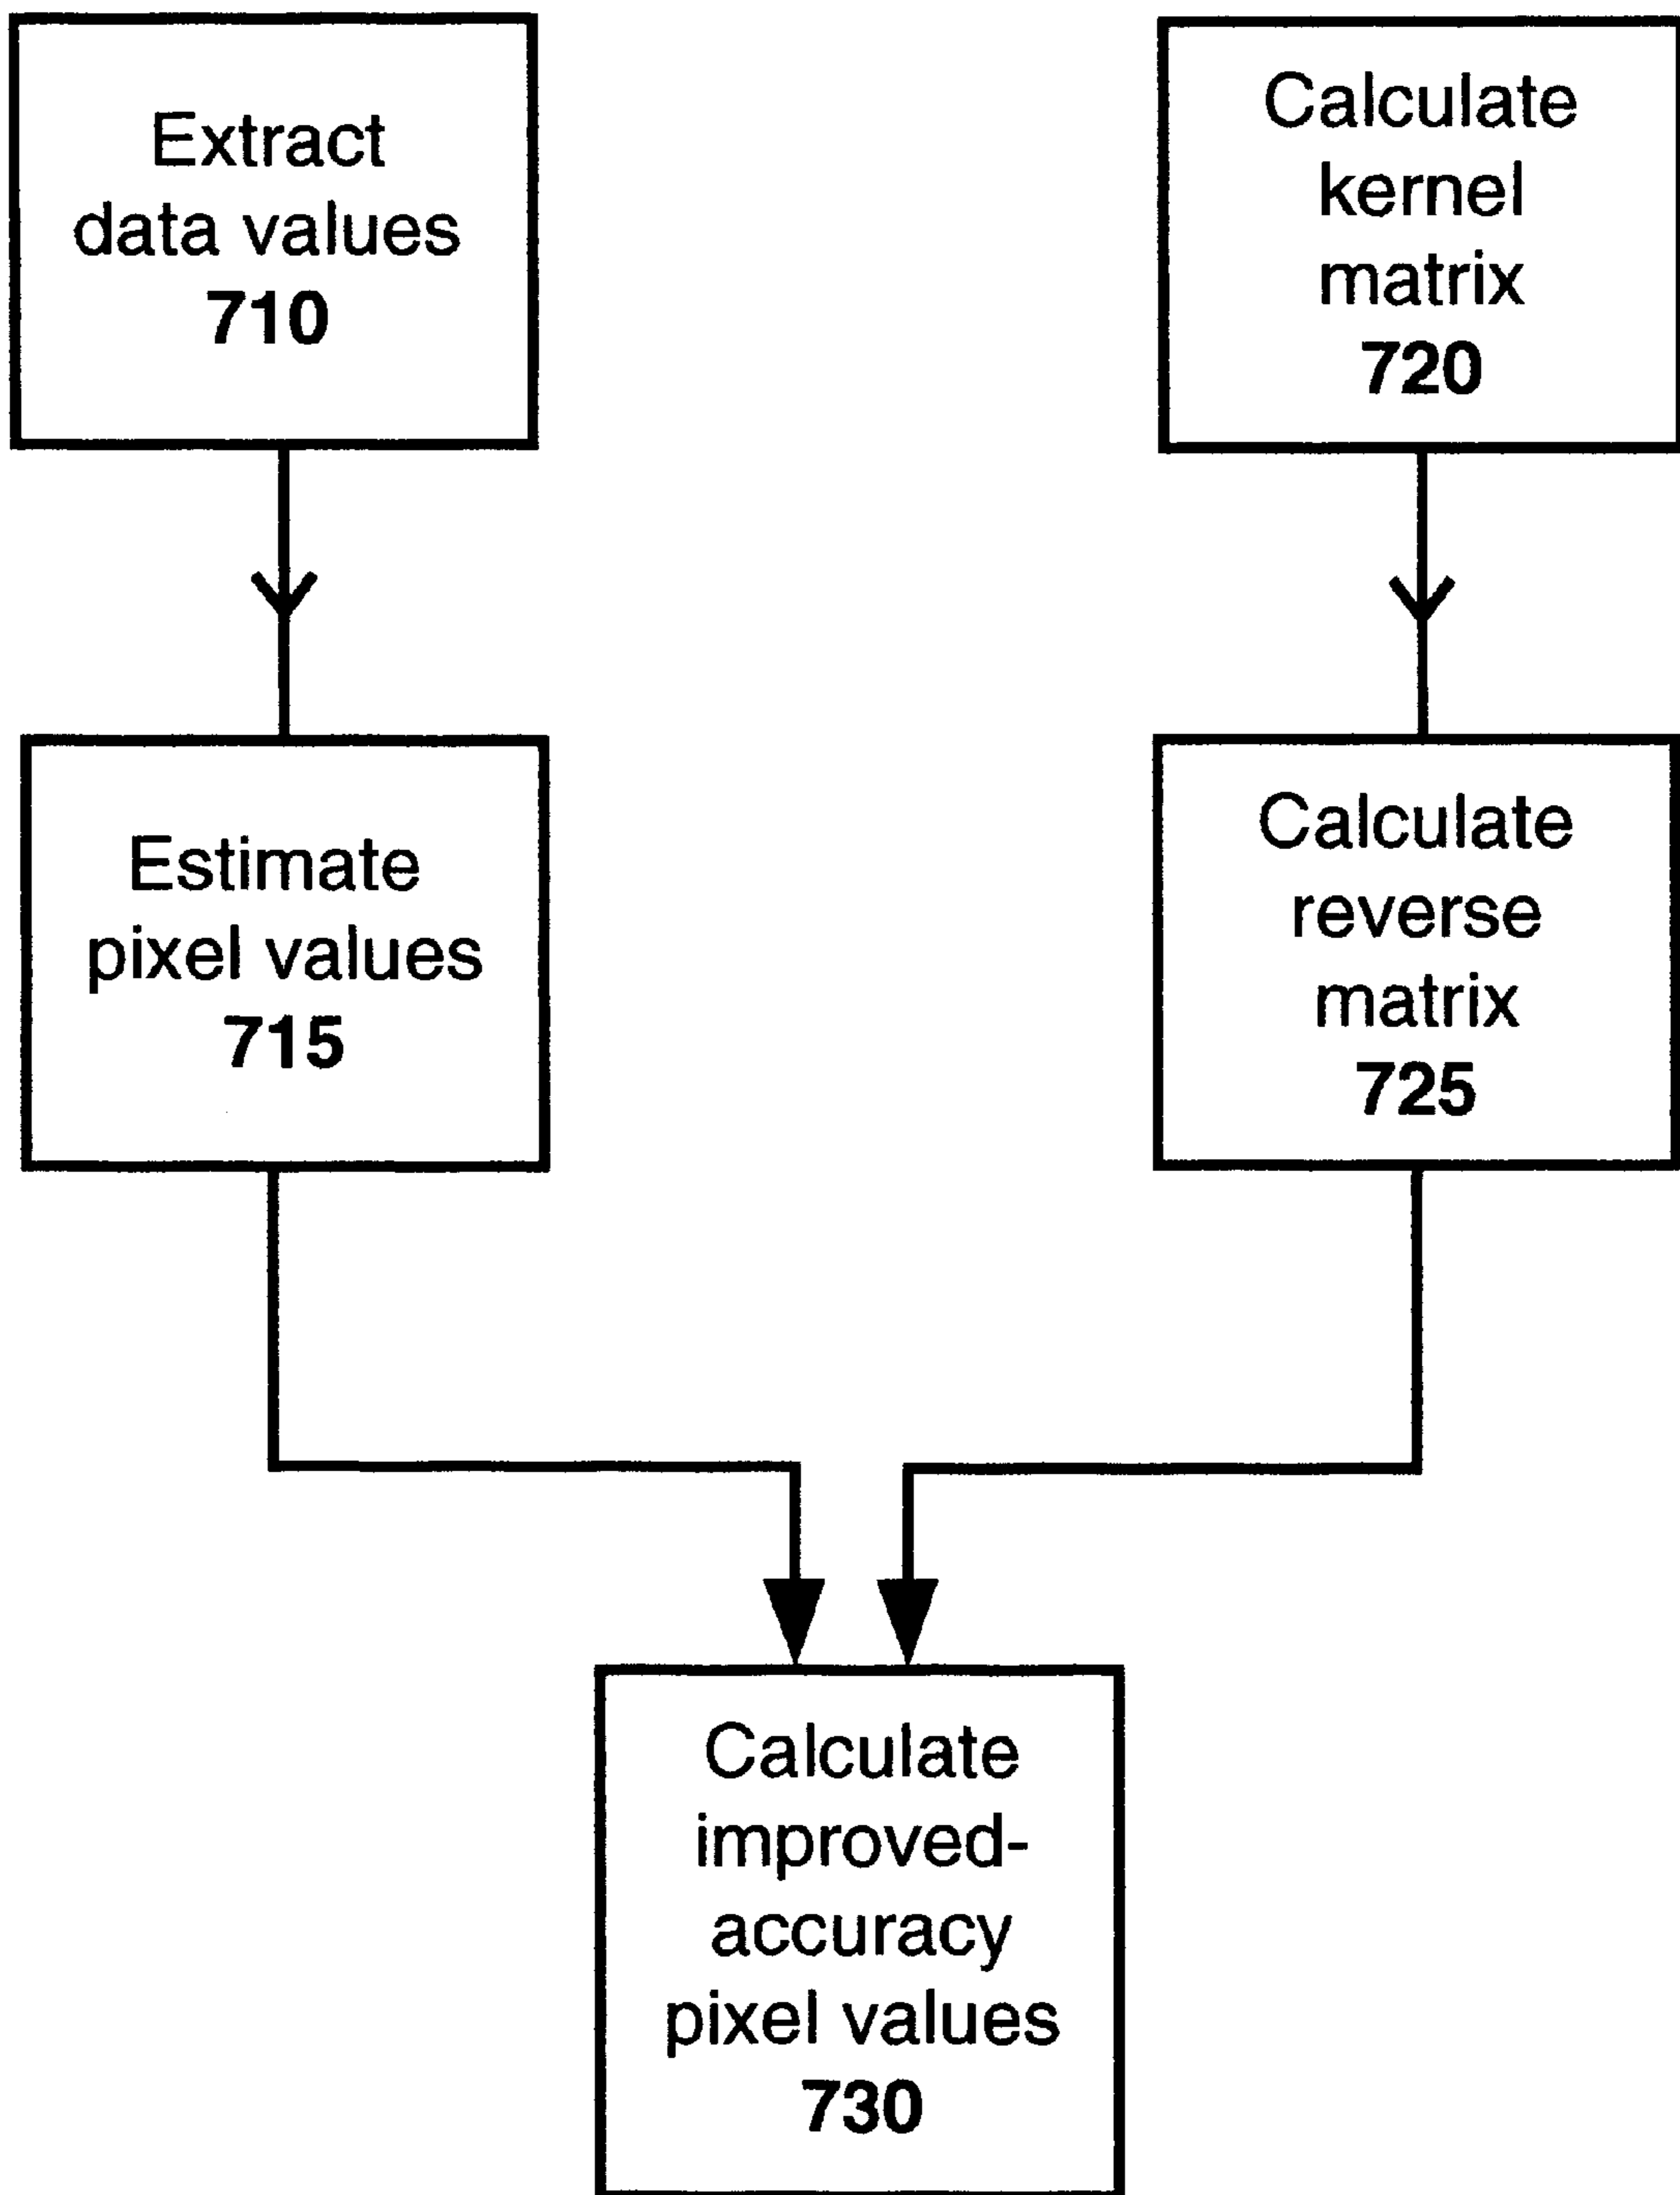 Extract
data values
710
Calculate
kernel
matrix
720
Estimate
pixel values
715
Calculate
reverse
matrix
725
Calculate
improved-
accuracy
pixel values
730